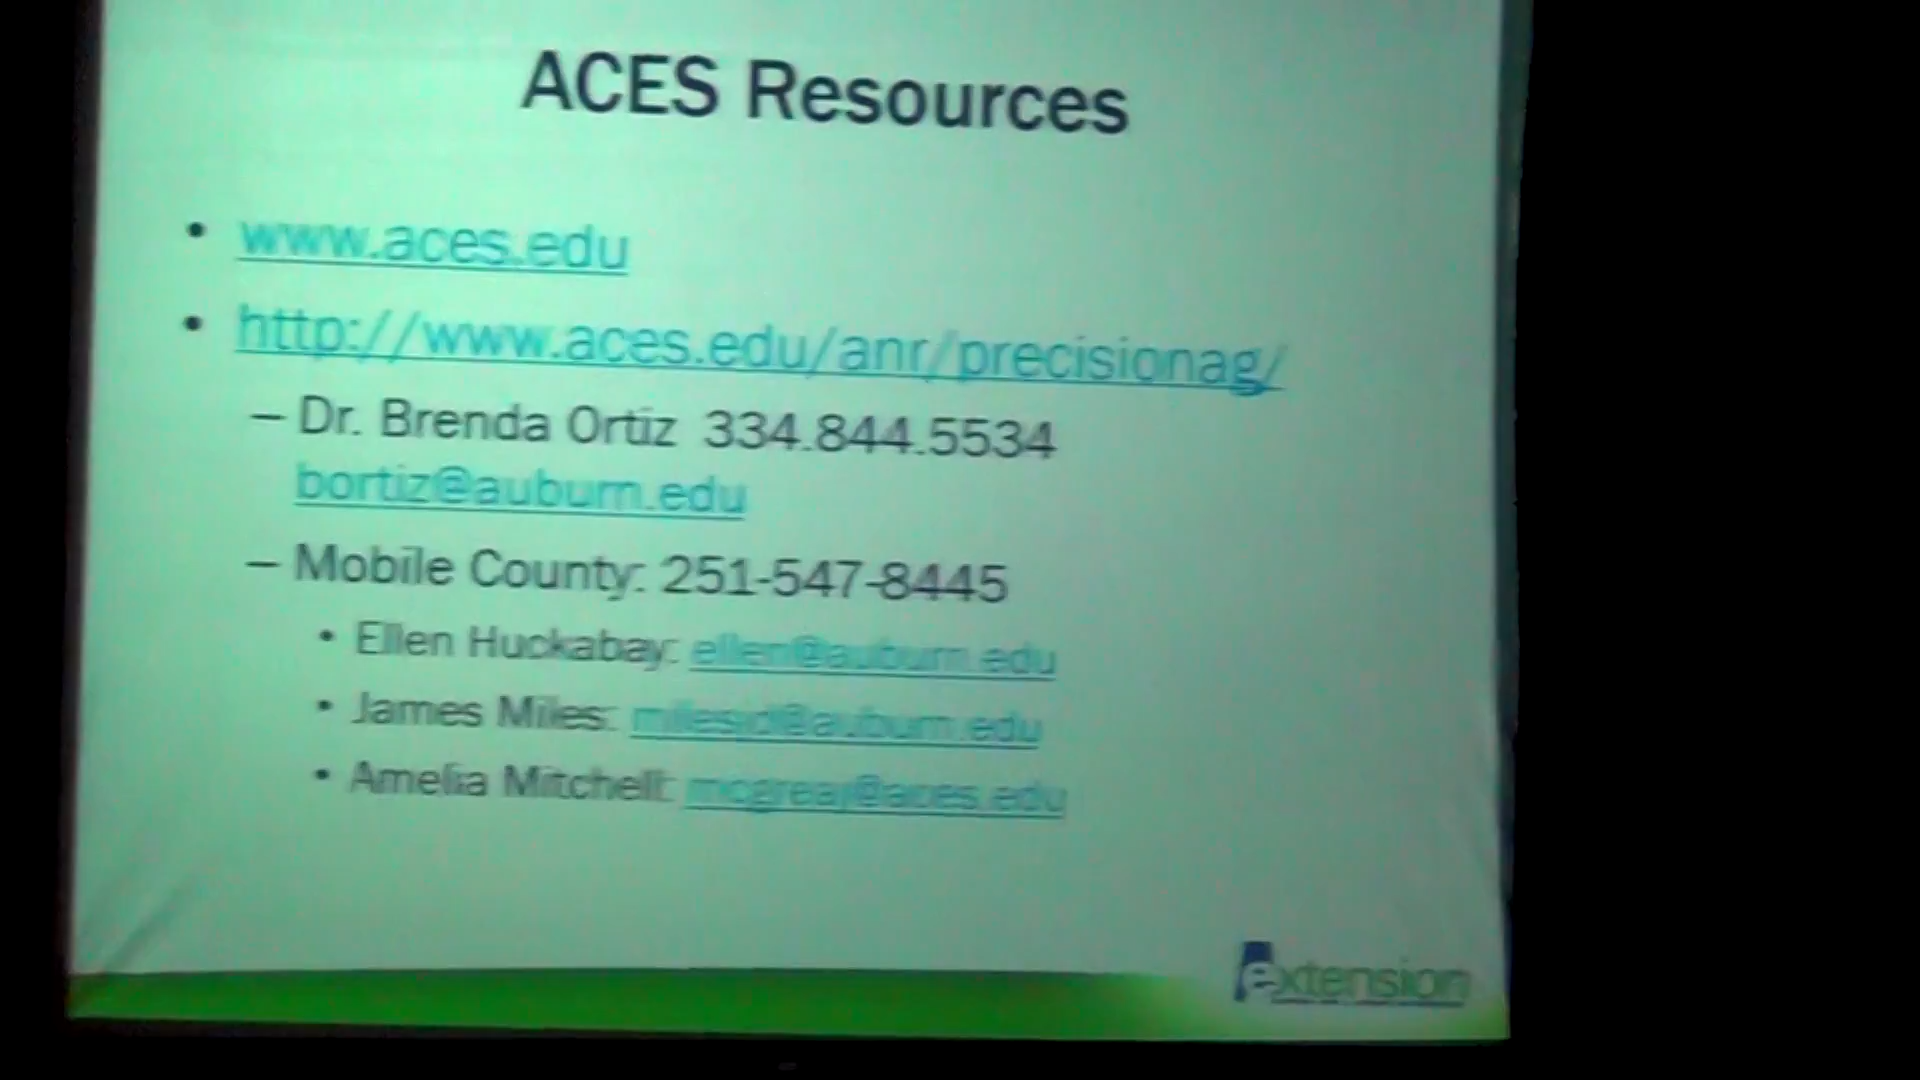 ACES Resources
• www.aces.edu
• http://www.aces.edu/anr/precisionag/
– Dr. Brenda Ortiz 334.844.5534
bortiz@auburn.edu
– Mobile County: 251-547-8445
• Ellen Huckabay: ellen@auburn.edu
• James Miles: milesjd@auburn.edu
• Amelia Mitchell: mcgreaj@aces.edu
extension